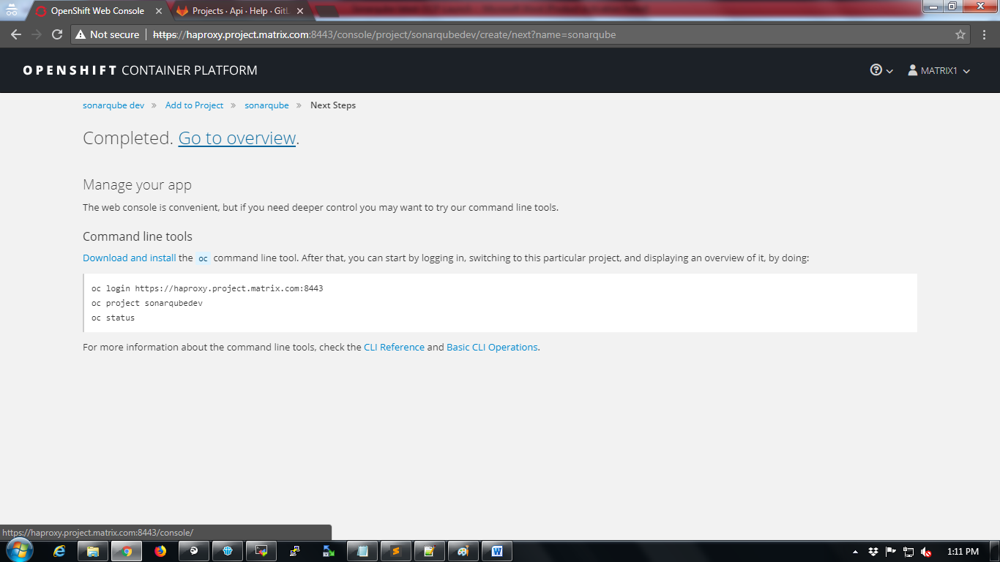 OpenShift Web Console
Projects · Api · Help · GitL
Not secure https://haproxy.project.matrix.com:8443/console/project/sonarqubedev/create/next?name=sonarqube
OPENSHIFT CONTAINER PLATFORM
MATRIX1
sonarqube dev » Add to Project » sonarqube » Next Steps
Completed. Go to overview.
Manage your app
The web console is convenient, but if you need deeper control you may want to try our command line tools.
Command line tools
Download and install the oc command line tool. After that, you can start by logging in, switching to this particular project, and displaying an overview of it, by doing:
oc login https://haproxy.project.matrix.com:8443
oc project sonarqubedev
oc status
For more information about the command line tools, check the CLI Reference and Basic CLI Operations.
https://haproxy.project.matrix.com:8443/console/
1:11 PM